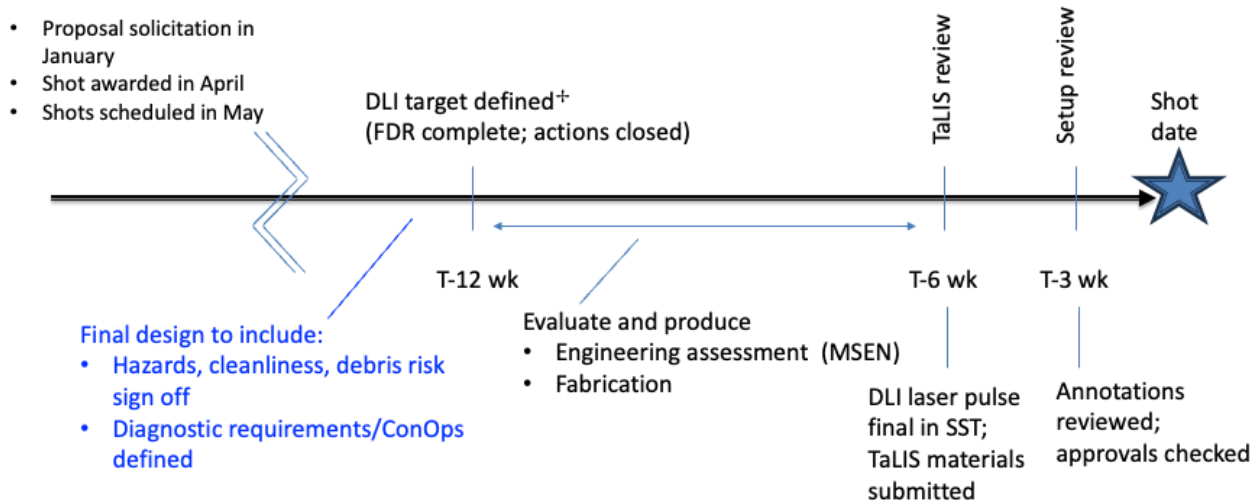 • Proposal solicitation in
January
• Shot awarded in April
• Shots scheduled in May
DLI target defined⁺
(FDR complete; actions closed)
TaLIS review
Setup review
Shot
date
T-12 wk
T-6 wk
T-3 wk
Final design to include:
• Hazards, cleanliness, debris risk
sign off
• Diagnostic requirements/ConOps
defined
Evaluate and produce
• Engineering assessment (MSEN)
• Fabrication
DLI laser pulse
final in SST;
TaLIS materials
submitted
Annotations
reviewed;
approvals checked